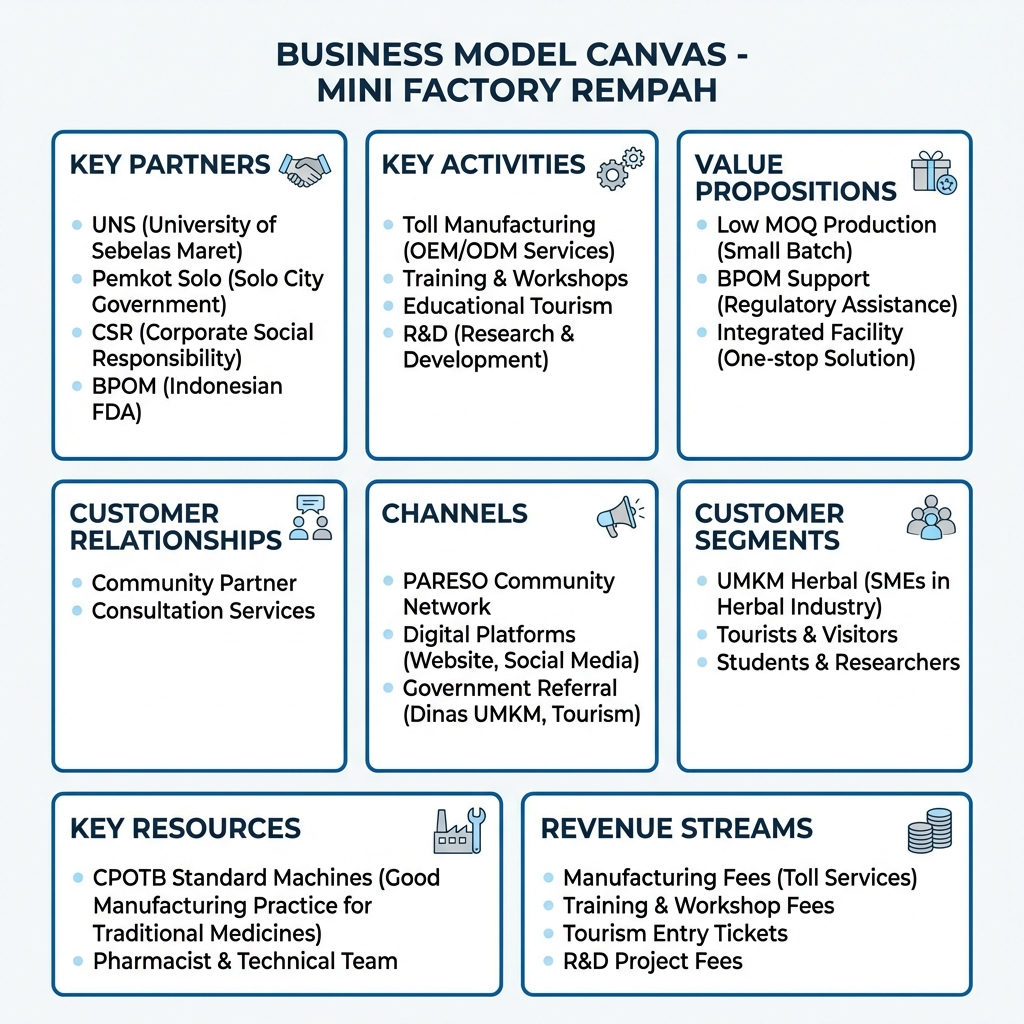 BUSINESS MODEL CANVAS -
MINI FACTORY REMPAH
KEY PARTNERS
UNS (University of
Sebelas Maret)
Pemkot Solo (Solo City
Government)
CSR (Corporate Social
Responsibility)
BPOM (Indonesian
FDA)
KEY ACTIVITIES
Toll Manufacturing
(OEM/ODM Services)
Training & Workshops
Educational Tourism
R&D (Research &
Development)
VALUE
PROPOSITIONS
Low MOQ Production
(Small Batch)
BPOM Support
(Regulatory Assistance)
Integrated Facility
(One-stop Solution)
CUSTOMER
RELATIONSHIPS
Community Partner
Consultation Services
CHANNELS
PARESO Community
Network
Digital Platforms
(Website, Social Media)
Government Referral
(Dinas UMKM, Tourism)
CUSTOMER
SEGMENTS
UMKM Herbal (SMEs in
Herbal Industry)
Tourists & Visitors
Students & Researchers
KEY RESOURCES
CPOTB Standard Machines (Good
Manufacturing Practice for
Traditional Medicines)
Pharmacist & Technical Team
REVENUE STREAMS
Manufacturing Fees (Toll Services)
Training & Workshop Fees
Tourism Entry Tickets
R&D Project Fees